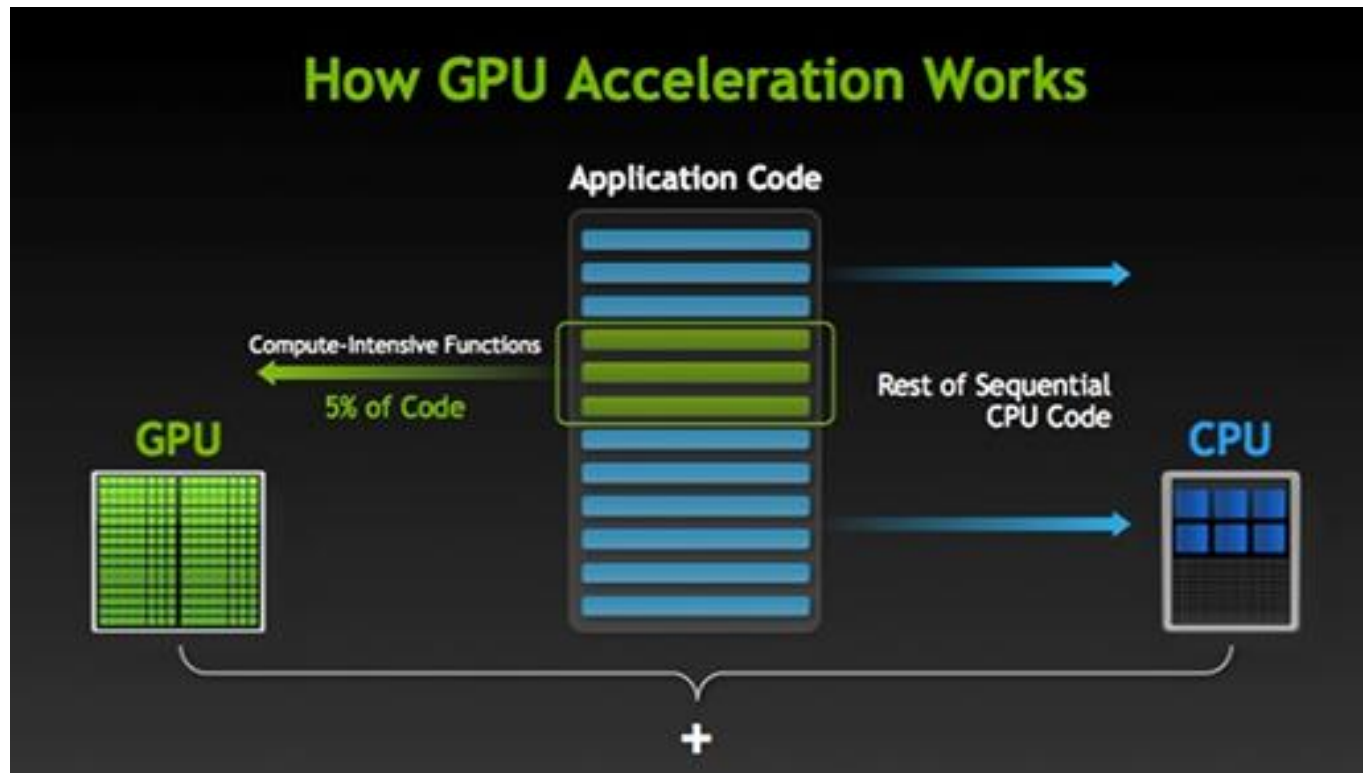 How GPU Acceleration Works
Application Code
Compute-Intensive Functions
5% of Code
GPU
Rest of Sequential
CPU Code
CPU
+